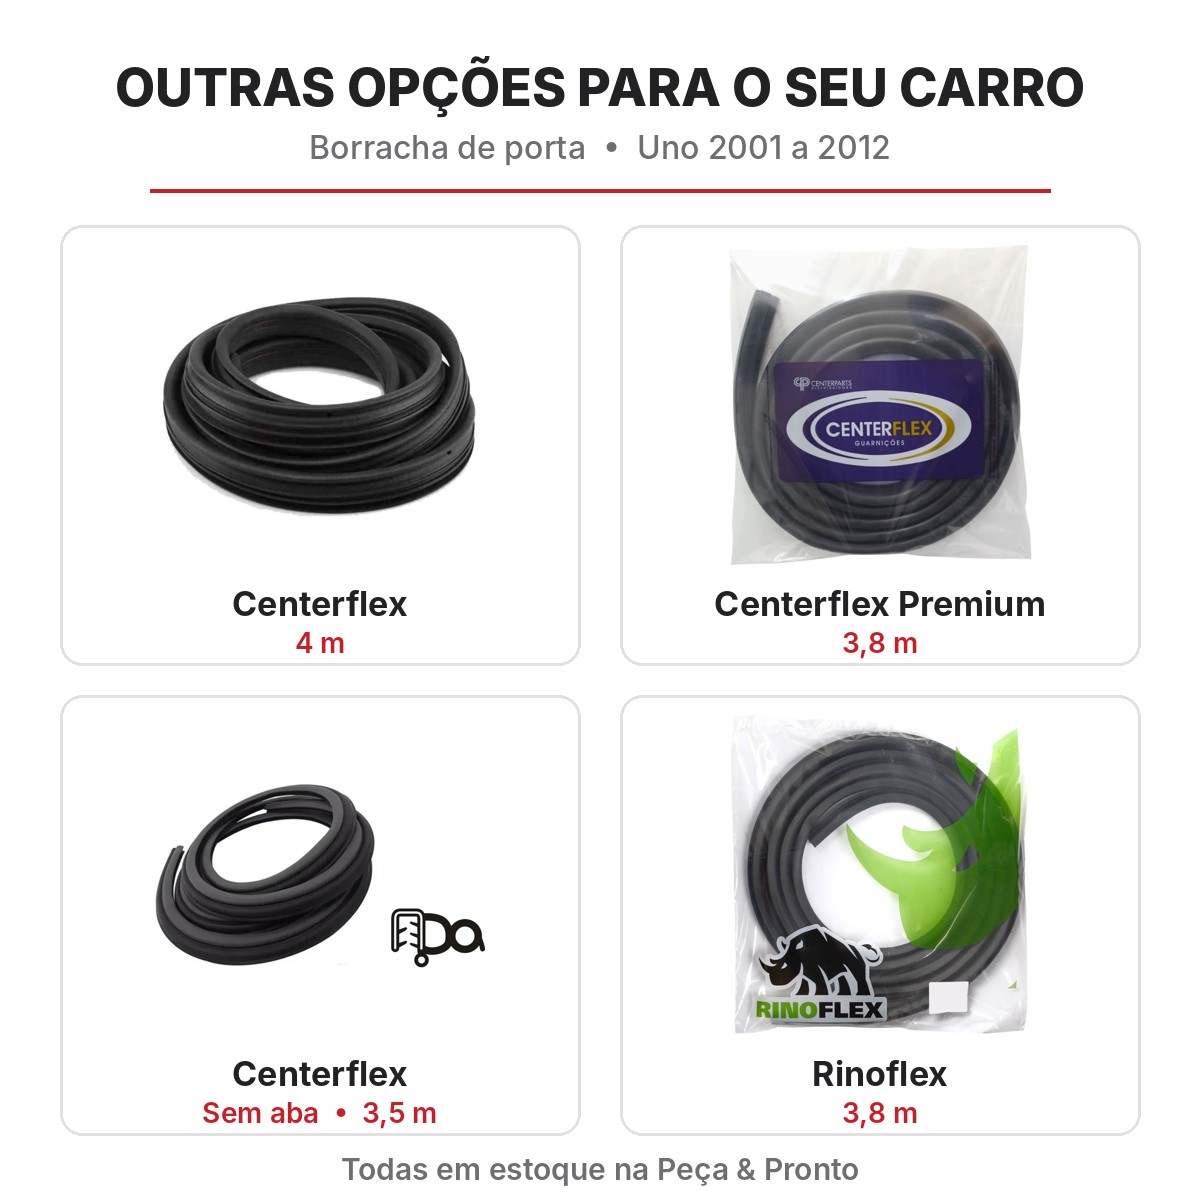 OUTRAS OPÇÕES PARA O SEU CARRO
Borracha de porta • Uno 2001 a 2012
CENTERPARTS
DISTRIBUIDORA
CENTERFLEX
GUARNIÇÕES
Centerflex
4 m
Centerflex Premium
3,8 m
RINOFLEX
Centerflex
Sem aba • 3,5 m
Rinoflex
3,8 m
Todas em estoque na Peça & Pronto